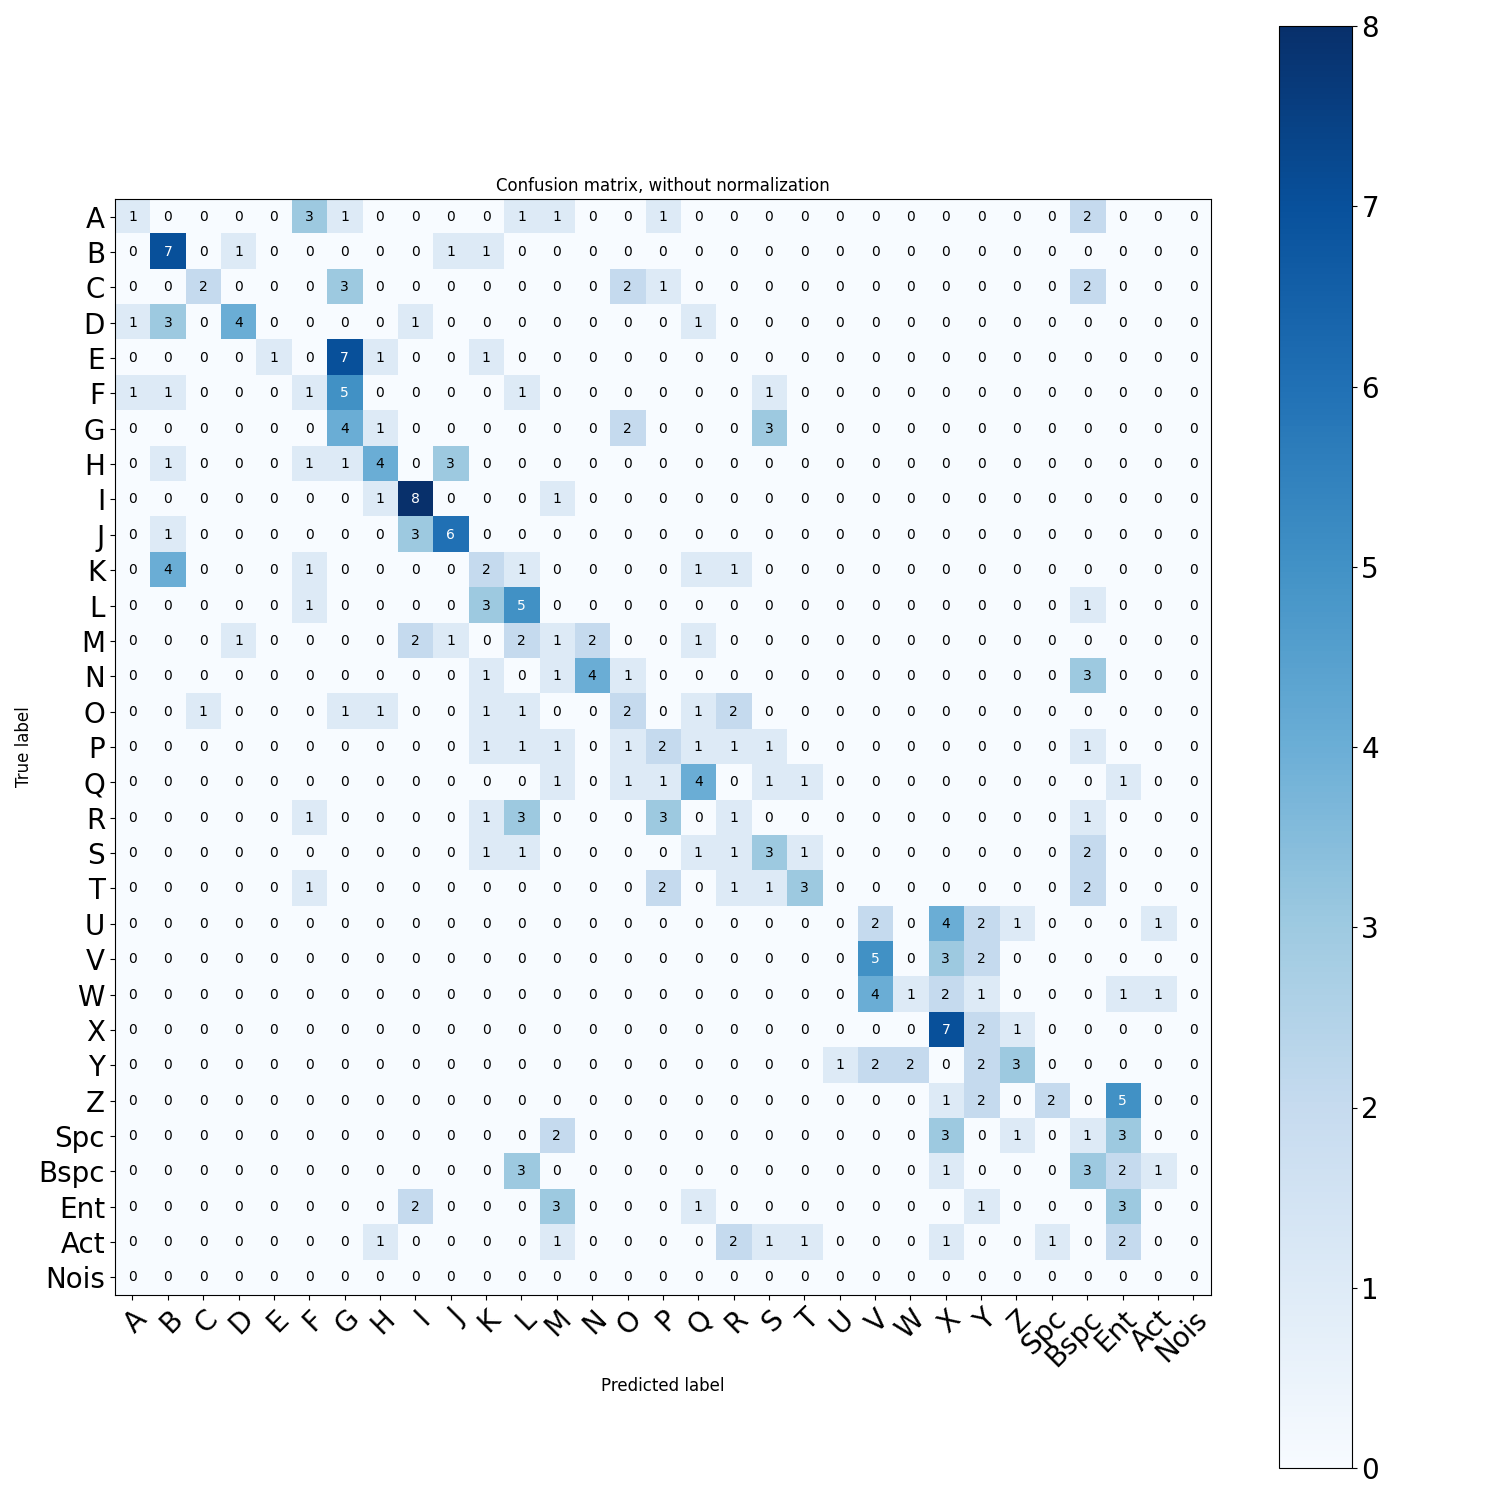 Confusion matrix, without normalization
A 1 0 0 0 0 3 1 0 0 0 0 1 1 0 0 1 0 0 0 0 0 0 0 0 0 0 0 2 0 0 0
B 0 7 0 1 0 0 0 0 0 1 1 0 0 0 0 0 0 0 0 0 0 0 0 0 0 0 0 0 0 0 0
C 0 0 2 0 0 0 3 0 0 0 0 0 0 0 2 1 0 0 0 0 0 0 0 0 0 0 0 2 0 0 0
D 1 3 0 4 0 0 0 0 1 0 0 0 0 0 0 0 1 0 0 0 0 0 0 0 0 0 0 0 0 0 0
E 0 0 0 0 1 0 7 1 0 0 1 0 0 0 0 0 0 0 0 0 0 0 0 0 0 0 0 0 0 0 0
F 1 1 0 0 0 1 5 0 0 0 0 1 0 0 0 0 0 0 1 0 0 0 0 0 0 0 0 0 0 0 0
G 0 0 0 0 0 0 4 1 0 0 0 0 0 0 2 0 0 0 3 0 0 0 0 0 0 0 0 0 0 0 0
H 0 1 0 0 0 1 1 4 0 3 0 0 0 0 0 0 0 0 0 0 0 0 0 0 0 0 0 0 0 0 0
I 0 0 0 0 0 0 0 1 8 0 0 0 1 0 0 0 0 0 0 0 0 0 0 0 0 0 0 0 0 0 0
J 0 1 0 0 0 0 0 0 3 6 0 0 0 0 0 0 0 0 0 0 0 0 0 0 0 0 0 0 0 0 0
K 0 4 0 0 0 1 0 0 0 0 2 1 0 0 0 0 1 1 0 0 0 0 0 0 0 0 0 0 0 0 0
L 0 0 0 0 0 1 0 0 0 0 3 5 0 0 0 0 0 0 0 0 0 0 0 0 0 0 0 1 0 0 0
M 0 0 0 1 0 0 0 0 2 1 0 2 1 2 0 0 1 0 0 0 0 0 0 0 0 0 0 0 0 0 0
N 0 0 0 0 0 0 0 0 0 0 1 0 1 4 1 0 0 0 0 0 0 0 0 0 0 0 0 3 0 0 0
O 0 0 1 0 0 0 1 1 0 0 1 1 0 0 2 0 1 2 0 0 0 0 0 0 0 0 0 0 0 0 0
P 0 0 0 0 0 0 0 0 0 0 1 1 1 0 1 2 1 1 1 0 0 0 0 0 0 0 0 1 0 0 0
Q 0 0 0 0 0 0 0 0 0 0 0 0 1 0 1 1 4 0 1 1 0 0 0 0 0 0 0 0 1 0 0
R 0 0 0 0 0 1 0 0 0 0 1 3 0 0 0 3 0 1 0 0 0 0 0 0 0 0 0 1 0 0 0
S 0 0 0 0 0 0 0 0 0 0 1 1 0 0 0 0 1 1 3 1 0 0 0 0 0 0 0 2 0 0 0
T 0 0 0 0 0 1 0 0 0 0 0 0 0 0 0 2 0 1 1 3 0 0 0 0 0 0 0 2 0 0 0
U 0 0 0 0 0 0 0 0 0 0 0 0 0 0 0 0 0 0 0 0 0 2 0 4 2 1 0 0 0 1 0
V 0 0 0 0 0 0 0 0 0 0 0 0 0 0 0 0 0 0 0 0 0 5 0 3 2 0 0 0 0 0 0
W 0 0 0 0 0 0 0 0 0 0 0 0 0 0 0 0 0 0 0 0 0 4 1 2 1 0 0 0 1 1 0
X 0 0 0 0 0 0 0 0 0 0 0 0 0 0 0 0 0 0 0 0 0 0 0 7 2 1 0 0 0 0 0
Y 0 0 0 0 0 0 0 0 0 0 0 0 0 0 0 0 0 0 0 0 1 2 2 0 2 3 0 0 0 0 0
Z 0 0 0 0 0 0 0 0 0 0 0 0 0 0 0 0 0 0 0 0 0 0 0 1 2 0 2 0 5 0 0
Spc 0 0 0 0 0 0 0 0 0 0 0 0 2 0 0 0 0 0 0 0 0 0 0 3 0 1 0 1 3 0 0
Bspc 0 0 0 0 0 0 0 0 0 0 0 3 0 0 0 0 0 0 0 0 0 0 0 1 0 0 0 3 2 1 0
Ent 0 0 0 0 0 0 0 0 2 0 0 0 3 0 0 0 1 0 0 0 0 0 0 0 1 0 0 0 3 0 0
Act 0 0 0 0 0 0 0 1 0 0 0 0 1 0 0 0 0 2 1 1 0 0 0 1 0 0 1 0 2 0 0
Nois 0 0 0 0 0 0 0 0 0 0 0 0 0 0 0 0 0 0 0 0 0 0 0 0 0 0 0 0 0 0 0
A B C D E F G H I J K L M N O P Q R S T U V W X Y Z Spc Bspc Ent Act Nois
Predicted label
True label
8
7
6
5
4
3
2
1
0